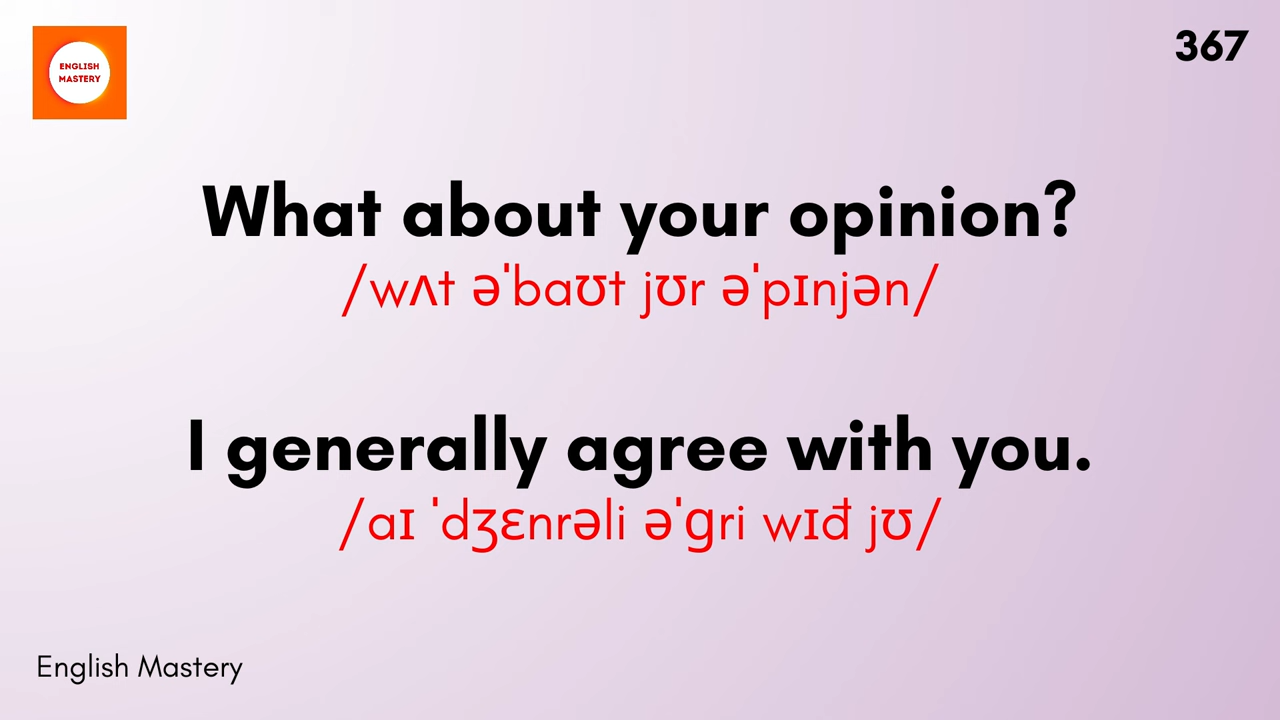 ENGLISH
MASTERY
367
What about your opinion?
/wʌt əˈbaʊt jʊr əˈpɪnjən/
I generally agree with you.
/aɪ ˈdʒɛnrəli əˈɡri wɪđ jʊ/
English Mastery